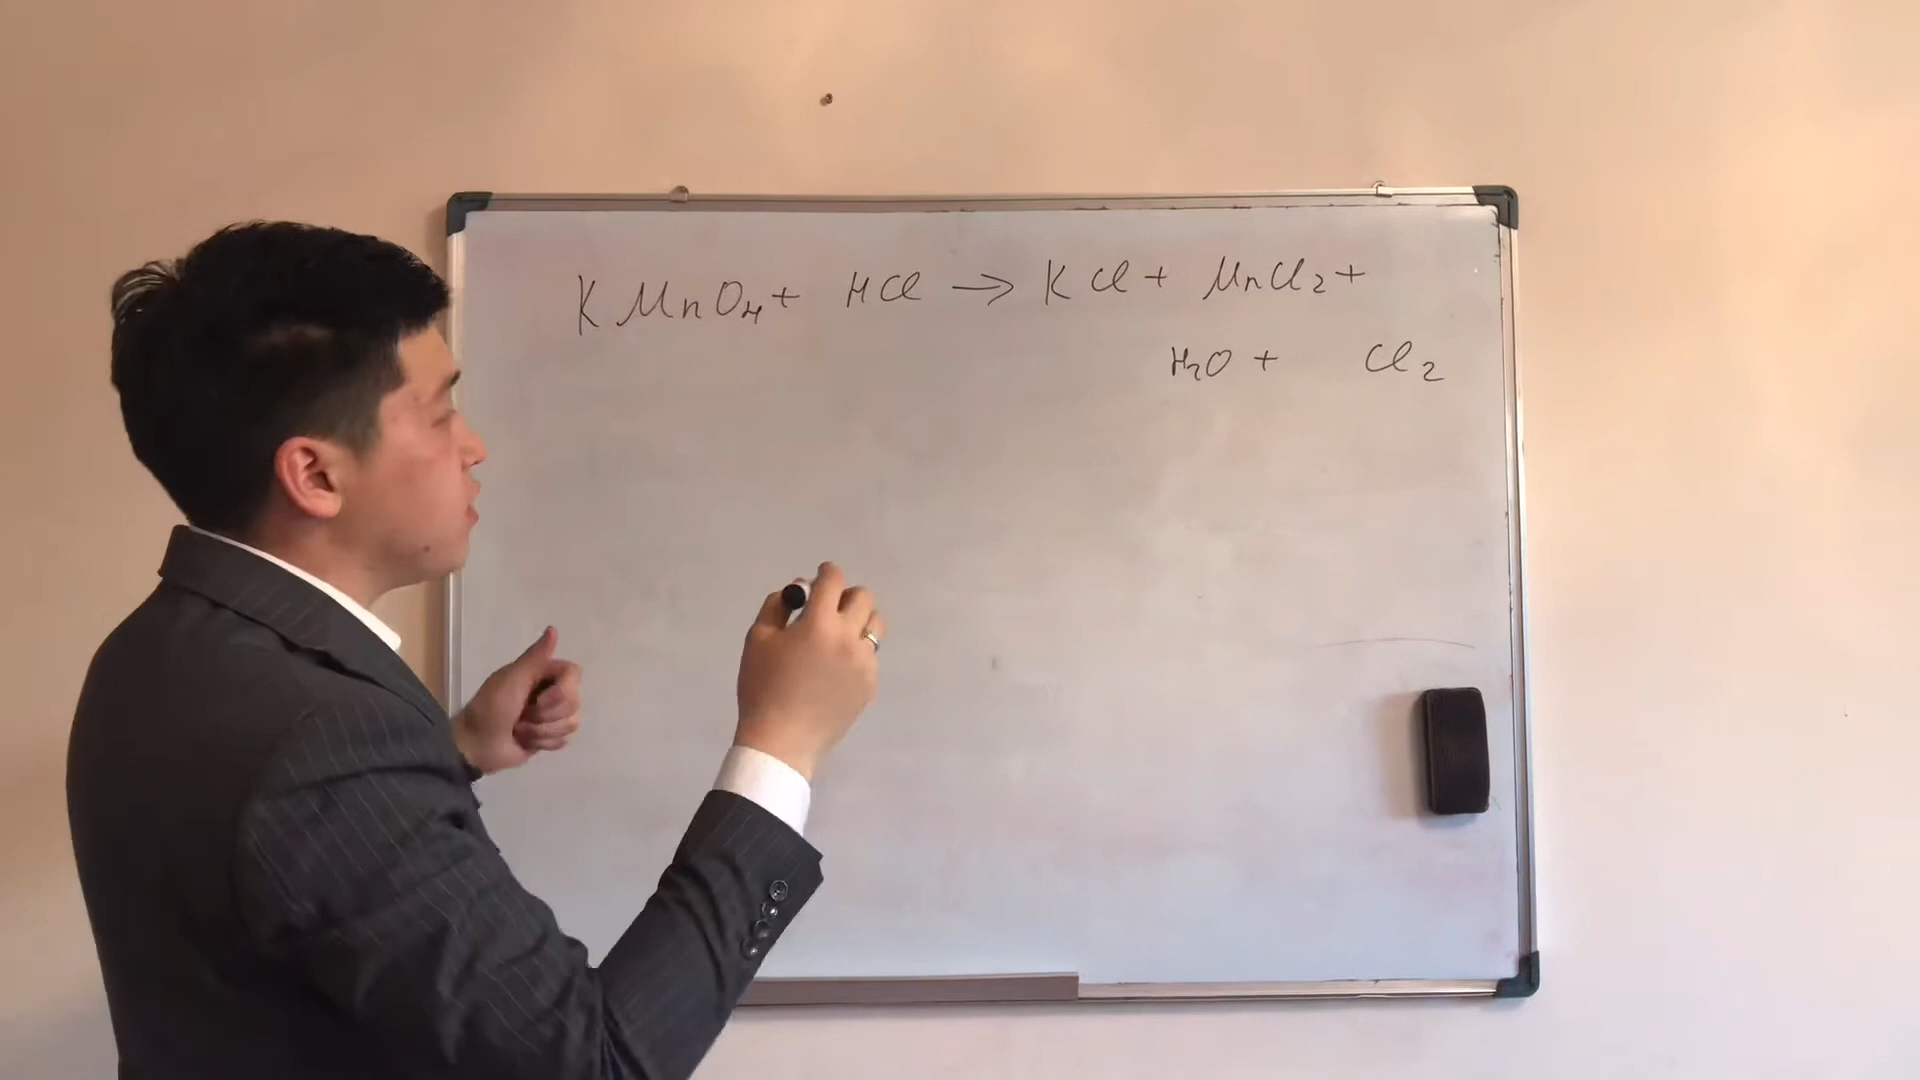 KMnO₄ + HCl → KCl + MnCl₂ +
H₂O + Cl₂